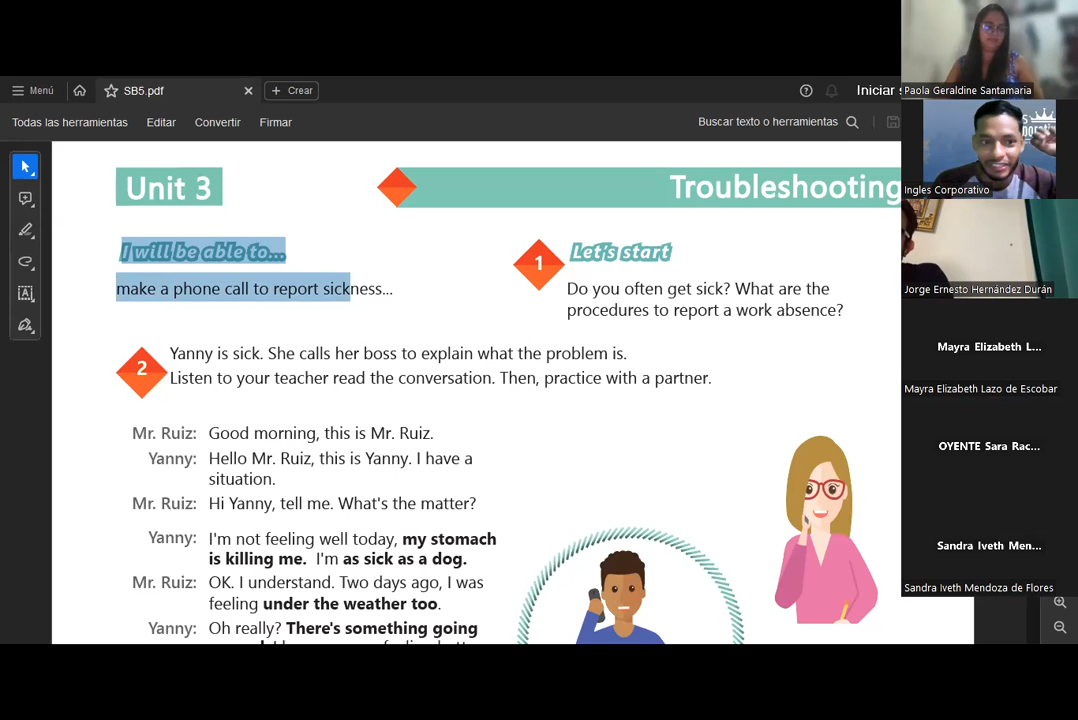 Menú
SB5.pdf
Crear
Iniciar s
Todas las herramientas
Editar
Convertir
Firmar
Buscar texto o herramientas
Unit 3
Troubleshooting
I will be able to...
make a phone call to report sickness...
1
Let's start
Do you often get sick? What are the
procedures to report a work absence?
2
Yanny is sick. She calls her boss to explain what the problem is.
Listen to your teacher read the conversation. Then, practice with a partner.
Mr. Ruiz: Good morning, this is Mr. Ruiz.
Yanny: Hello Mr. Ruiz, this is Yanny. I have a
situation.
Mr. Ruiz: Hi Yanny, tell me. What's the matter?
Yanny: I'm not feeling well today, my stomach
is killing me. I'm as sick as a dog.
Mr. Ruiz: OK. I understand. Two days ago, I was
feeling under the weather too.
Yanny: Oh really? There's something going
Paola Geraldine Santamaria
Ingles Corporativo
Jorge Ernesto Hernández Durán
Mayra Elizabeth L...
Mayra Elizabeth Lazo de Escobar
OYENTE Sara Rac...
Sandra Iveth Men...
Sandra Iveth Mendoza de Flores